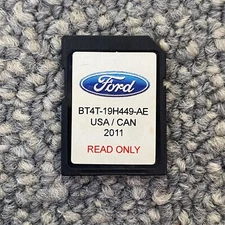 Ford
BT4T-19H449-AE
USA / CAN
2011
READ ONLY